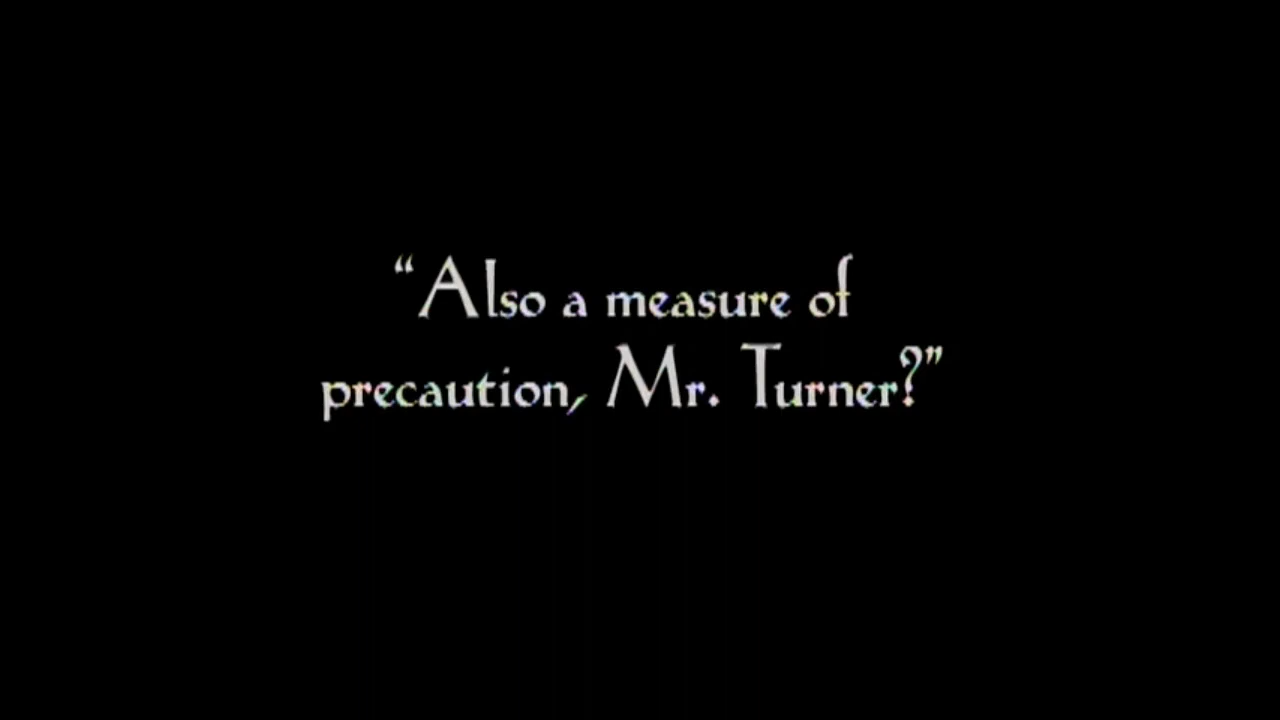 “Also a measure of
precaution, Mr. Turner?”